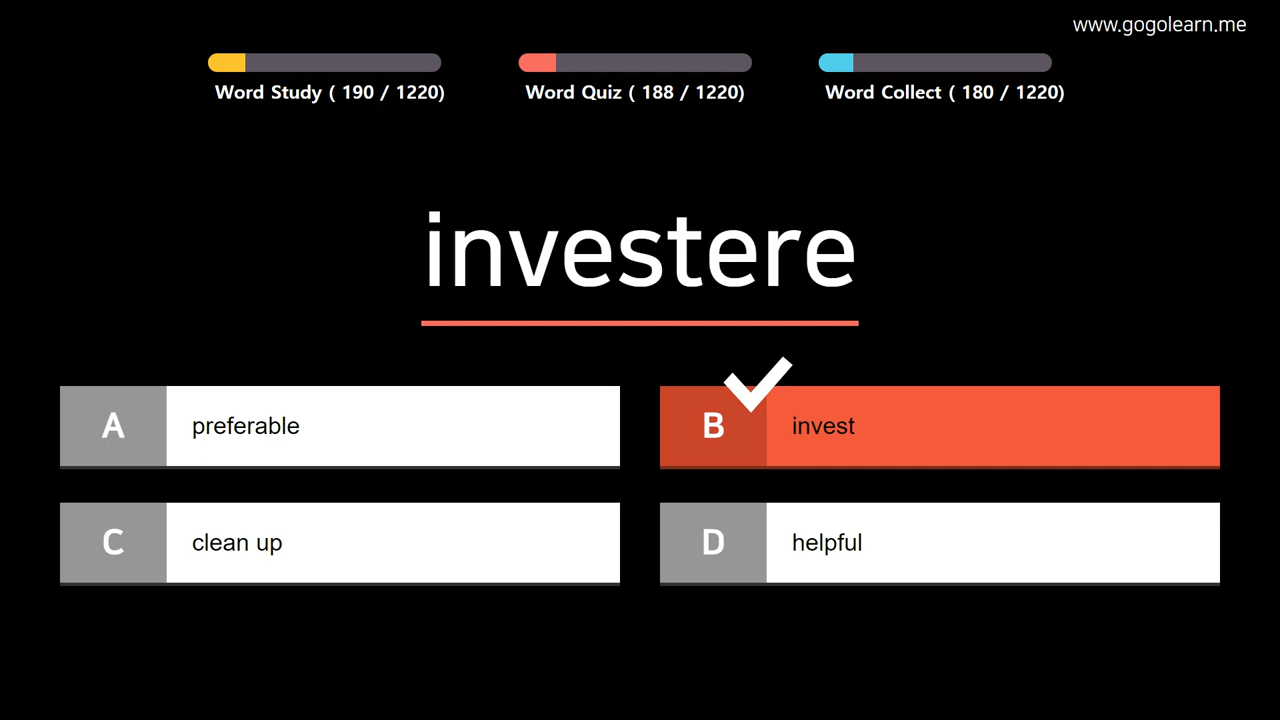 www.gogolearn.me
Word Study ( 190 / 1220)
Word Quiz ( 188 / 1220)
Word Collect ( 180 / 1220)
investere
A preferable
B invest
C clean up
D helpful